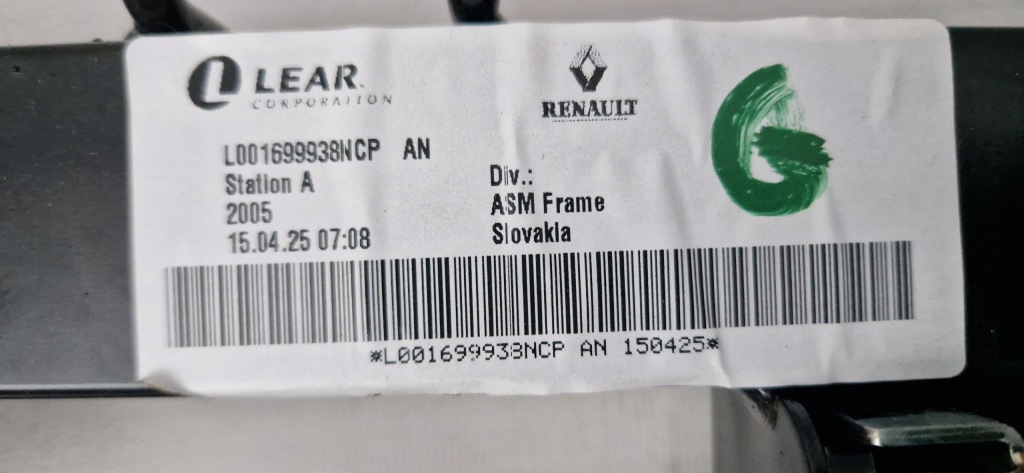 LEAR.
CORPORATION
RENAULT
G
L001699938NCP AN
Station A
2005
15.04.25 07:08
Div.:
ASM Frame
Slovakia
*L001699938NCP AN 150425*